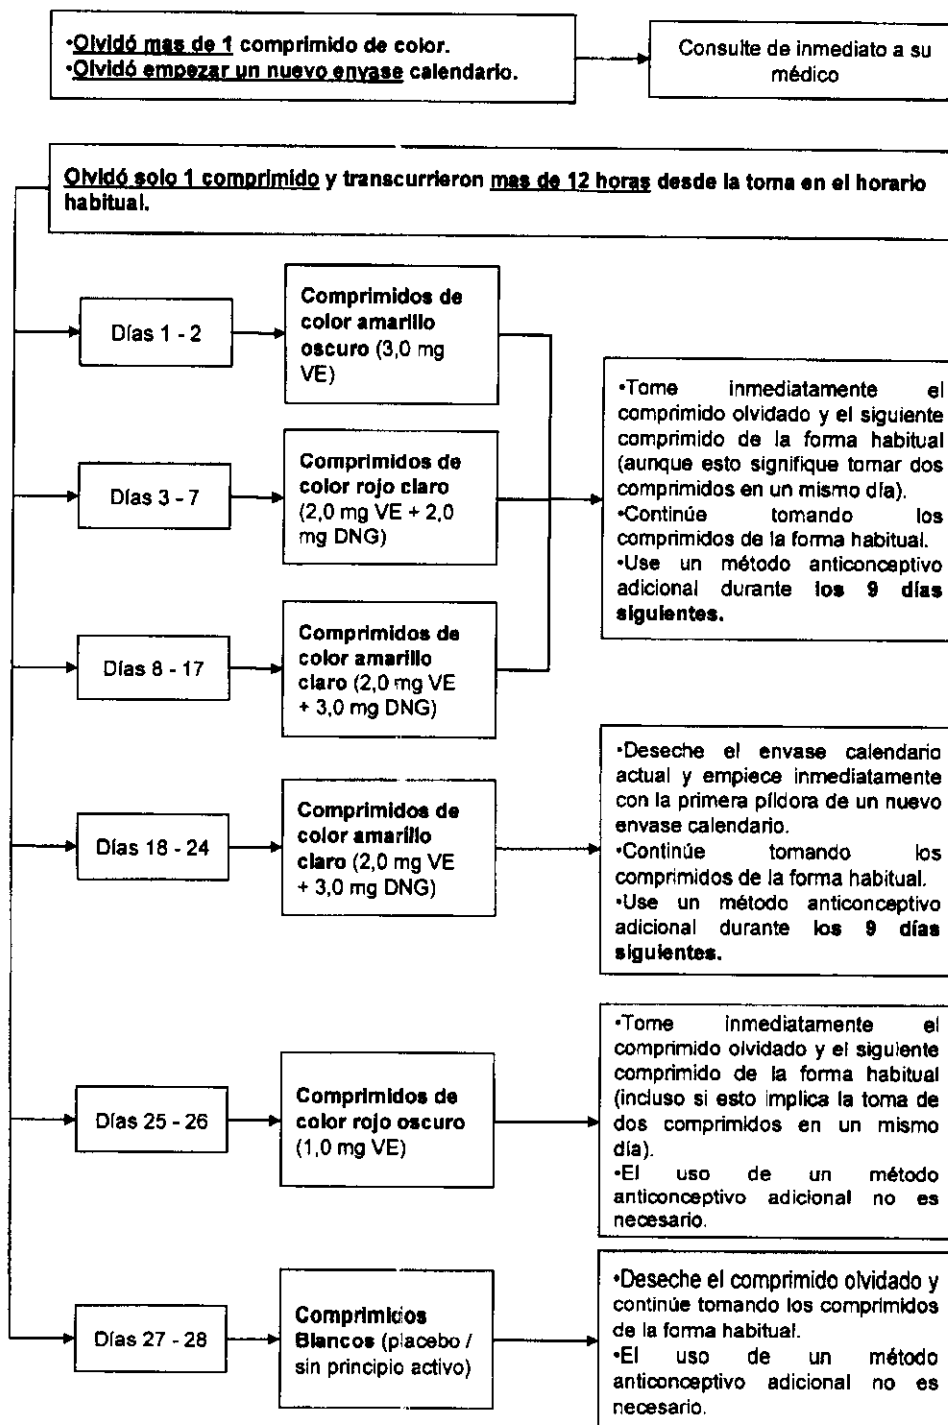 •Olvidó mas de 1 comprimido de color.
•Olvidó empezar un nuevo envase calendario.
Consulte de inmediato a su
médico
Olvidó solo 1 comprimido y transcurrieron mas de 12 horas desde la toma en el horario
habitual.
Días 1 - 2
Comprimidos de
color amarillo
oscuro (3,0 mg
VE)
Días 3 - 7
Comprimidos de
color rojo claro
(2,0 mg VE + 2,0
mg DNG)
Días 8 - 17
Comprimidos de
color amarillo
claro (2,0 mg VE
+ 3,0 mg DNG)
•Tome inmediatamente el
comprimido olvidado y el siguiente
comprimido de la forma habitual
(aunque esto signifique tomar dos
comprimidos en un mismo día).
•Continúe tomando los
comprimidos de la forma habitual.
•Use un método anticonceptivo
adicional durante los 9 días
siguientes.
Días 18 - 24
Comprimidos de
color amarillo
claro (2,0 mg VE
+ 3,0 mg DNG)
•Deseche el envase calendario
actual y empiece inmediatamente
con la primera píldora de un nuevo
envase calendario.
•Continúe tomando los
comprimidos de la forma habitual.
•Use un método anticonceptivo
adicional durante los 9 días
siguientes.
Días 25 - 26
Comprimidos de
color rojo oscuro
(1,0 mg VE)
•Tome inmediatamente el
comprimido olvidado y el siguiente
comprimido de la forma habitual
(incluso si esto implica la toma de
dos comprimidos en un mismo
día).
•El uso de un método
anticonceptivo adicional no es
necesario.
Días 27 - 28
Comprimidos
Blancos (placebo /
sin principio activo)
•Deseche el comprimido olvidado y
continúe tomando los comprimidos
de la forma habitual.
•El uso de un método
anticonceptivo adicional no es
necesario.